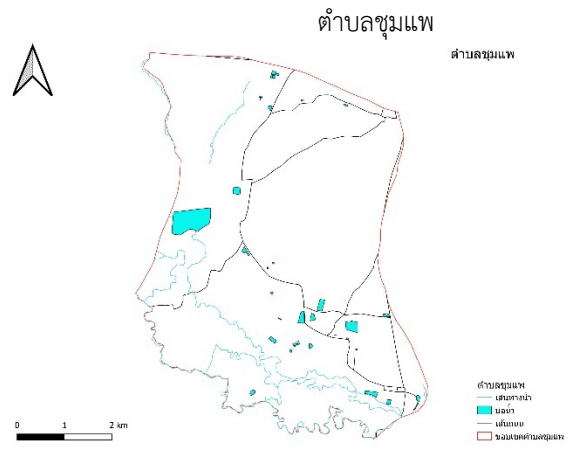 ตำบลชุมแพ
ตำบลชุมแพ
ตำบลชุมแพ
เส้นทางน้ำ
บ่อน้ำ
เส้นถนน
ขอบเขตตำบลชุมแพ
0 1 2 km